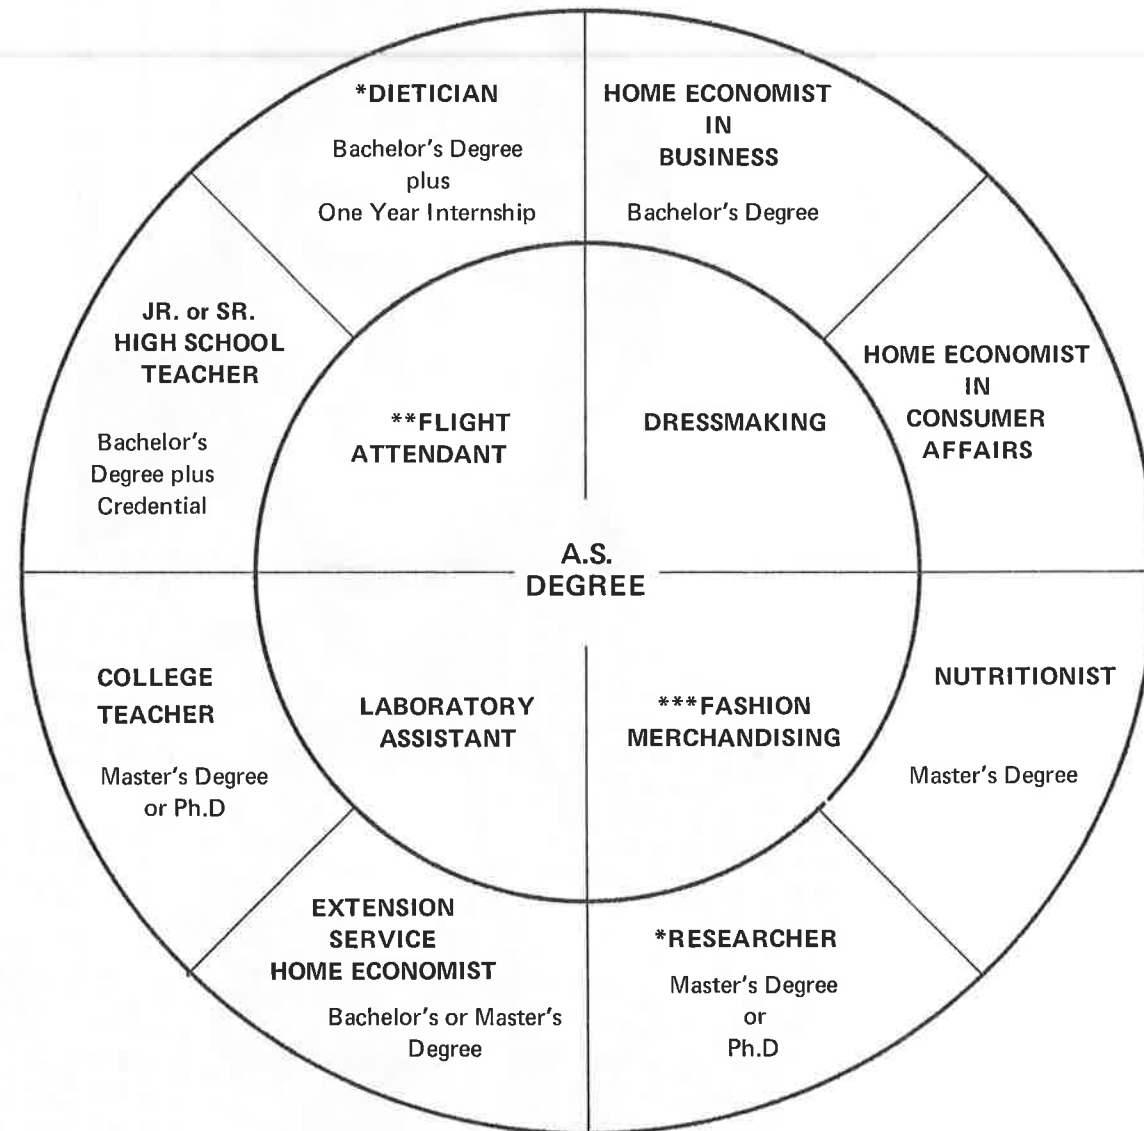 *DIETICIAN
Bachelor's Degree
plus
One Year Internship
HOME ECONOMIST
IN
BUSINESS
Bachelor's Degree
JR. or SR.
HIGH SCHOOL
TEACHER
Bachelor's
Degree plus
Credential
HOME ECONOMIST
IN
CONSUMER
AFFAIRS
**FLIGHT
ATTENDANT
DRESSMAKING
A.S.
DEGREE
LABORATORY
ASSISTANT
***FASHION
MERCHANDISING
COLLEGE
TEACHER
Master's Degree
or Ph.D
NUTRITIONIST
Master's Degree
EXTENSION
SERVICE
HOME ECONOMIST
Bachelor's or Master's
Degree
*RESEARCHER
Master's Degree
or
Ph.D